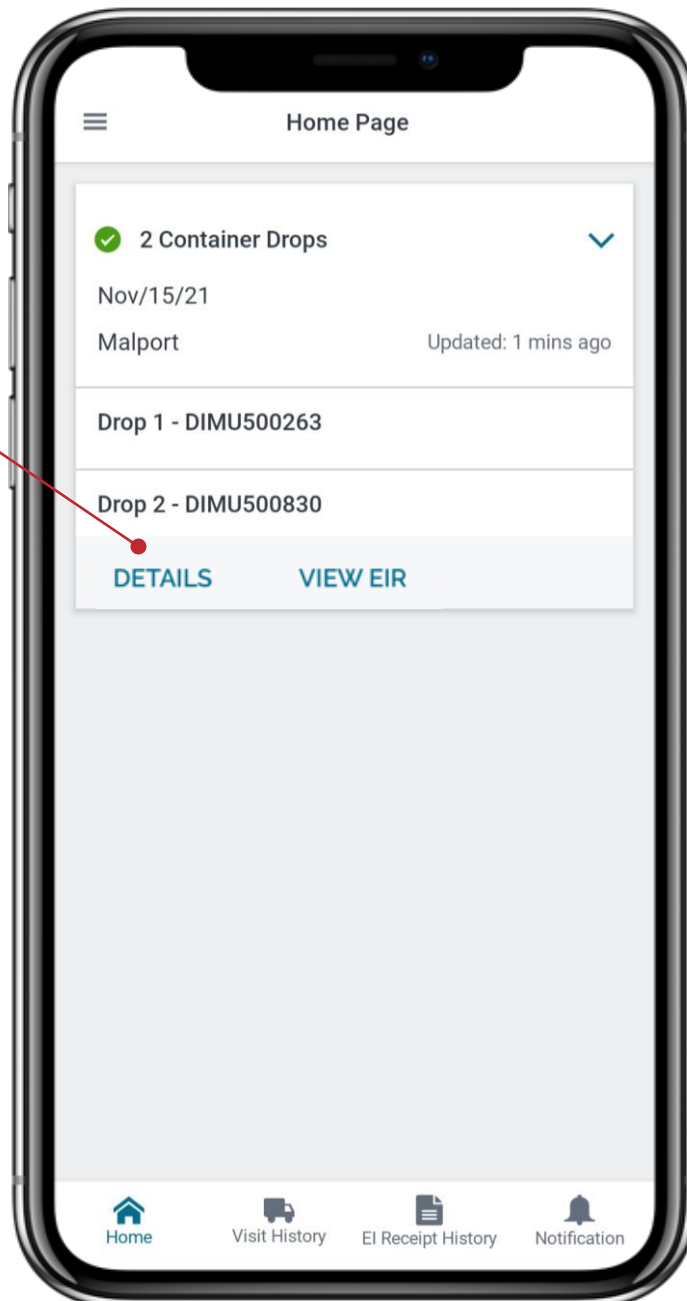 Home Page
2 Container Drops
Nov/15/21
Malport Updated: 1 mins ago
Drop 1 - DIMU500263
Drop 2 - DIMU500830
DETAILS VIEW EIR
Home Visit History EI Receipt History Notification